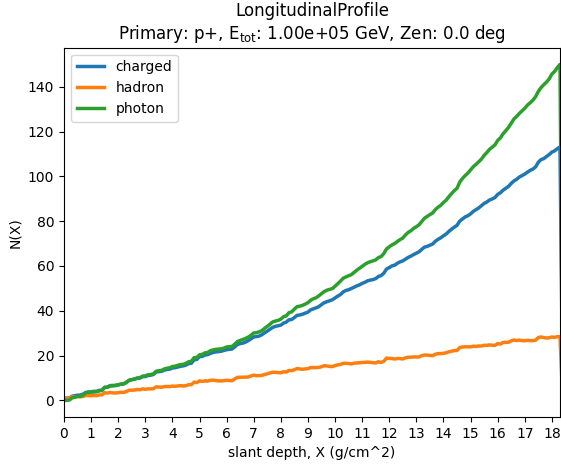 LongitudinalProfile
Primary: p+, E_tot: 1.00e+05 GeV, Zen: 0.0 deg
charged
hadron
photon
N(X)
140
120
100
80
60
40
20
0
0 1 2 3 4 5 6 7 8 9 10 11 12 13 14 15 16 17 18
slant depth, X (g/cm^2)